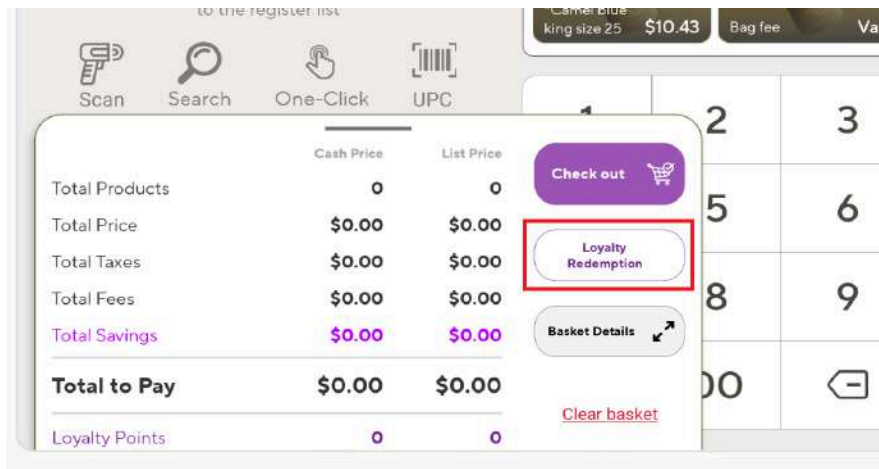 to the register list
Scan Search One-Click UPC
Camel blue
king size 25 $10.43 Bag fee Va
1 2 3
5 6
8 9
00
Cash Price List Price
Total Products 0 0
Total Price $0.00 $0.00
Total Taxes $0.00 $0.00
Total Fees $0.00 $0.00
Total Savings $0.00 $0.00
Total to Pay $0.00 $0.00
Loyalty Points 0 0
Check out
Loyalty
Redemption
Basket Details
Clear basket